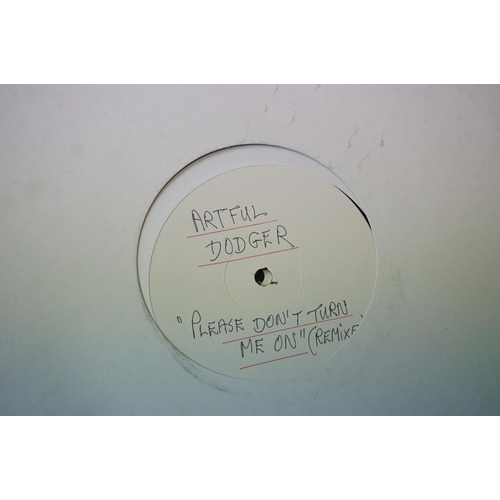 ARTFUL
DODGER
"PLEASE DON'T TURN
ME ON" (REMIXE